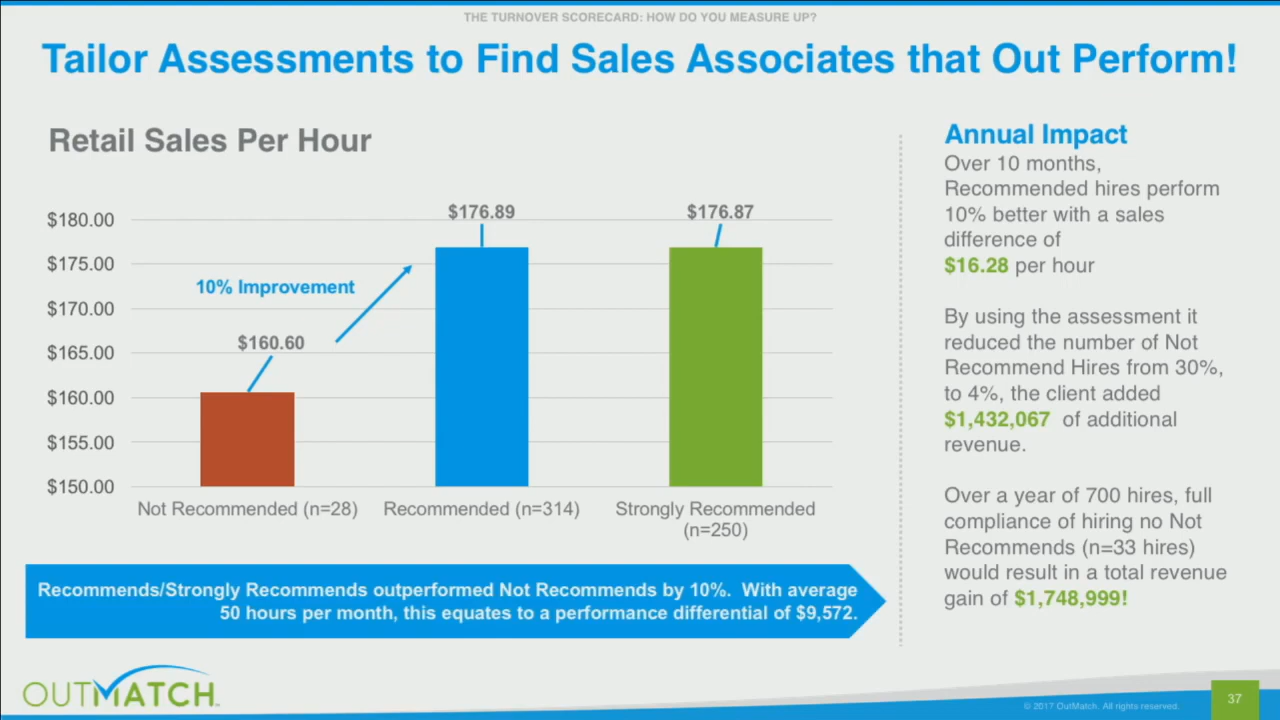 THE TURNOVER SCORECARD: HOW DO YOU MEASURE UP?
Tailor Assessments to Find Sales Associates that Out Perform!
Retail Sales Per Hour
$180.00
$175.00
$170.00
$165.00
$160.00
$155.00
$150.00
$160.60
$176.89
$176.87
10% Improvement
Not Recommended (n=28)
Recommended (n=314)
Strongly Recommended
(n=250)
Recommends/Strongly Recommends outperformed Not Recommends by 10%. With average
50 hours per month, this equates to a performance differential of $9,572.
Annual Impact
Over 10 months,
Recommended hires perform
10% better with a sales
difference of
$16.28 per hour
By using the assessment it
reduced the number of Not
Recommend Hires from 30%,
to 4%, the client added
$1,432,067 of additional
revenue.
Over a year of 700 hires, full
compliance of hiring no Not
Recommends (n=33 hires)
would result in a total revenue
gain of $1,748,999!
OUTMATCH™
© 2017 OutMatch. All rights reserved.
37